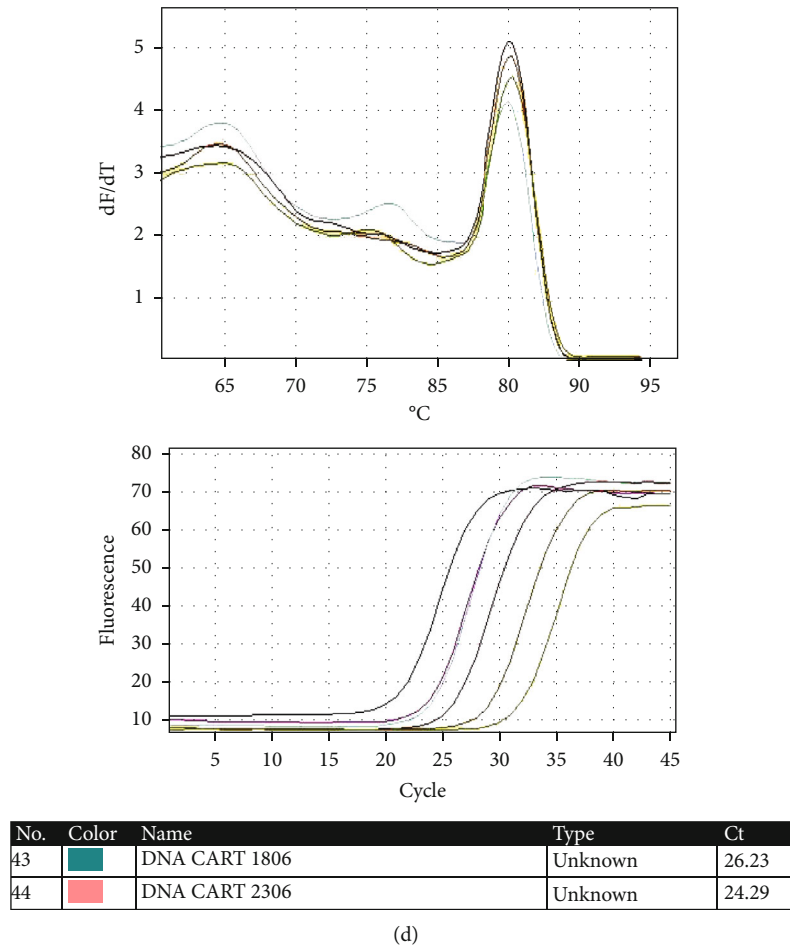 5
4
3
2
1
dF/dT
65 70 75 85 80 90 95
°C
80
70
60
50
40
30
20
10
Fluorescence
5 10 15 20 25 30 35 40 45
Cycle
No. Color Name Type Ct
43 DNA CART 1806 Unknown 26.23
44 DNA CART 2306 Unknown 24.29
(d)